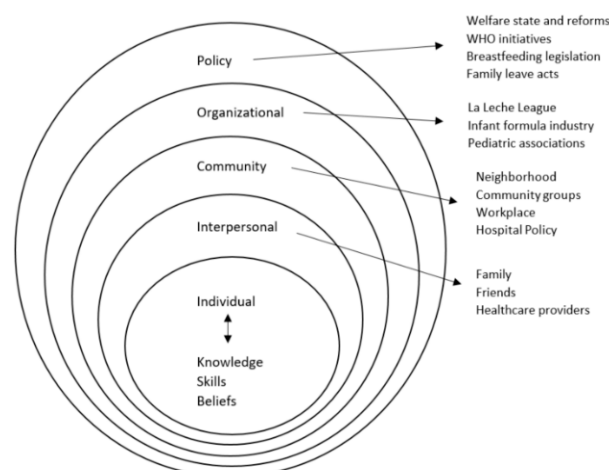 Policy
Welfare state and reforms
WHO initiatives
Breastfeeding legislation
Family leave acts
Organizational
La Leche League
Infant formula industry
Pediatric associations
Community
Neighborhood
Community groups
Workplace
Hospital Policy
Interpersonal
Family
Friends
Healthcare providers
Individual
Knowledge
Skills
Beliefs